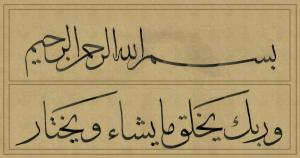 بسم الله الرحمن الرحيم
وربك يخلق ما يشاء ويختار